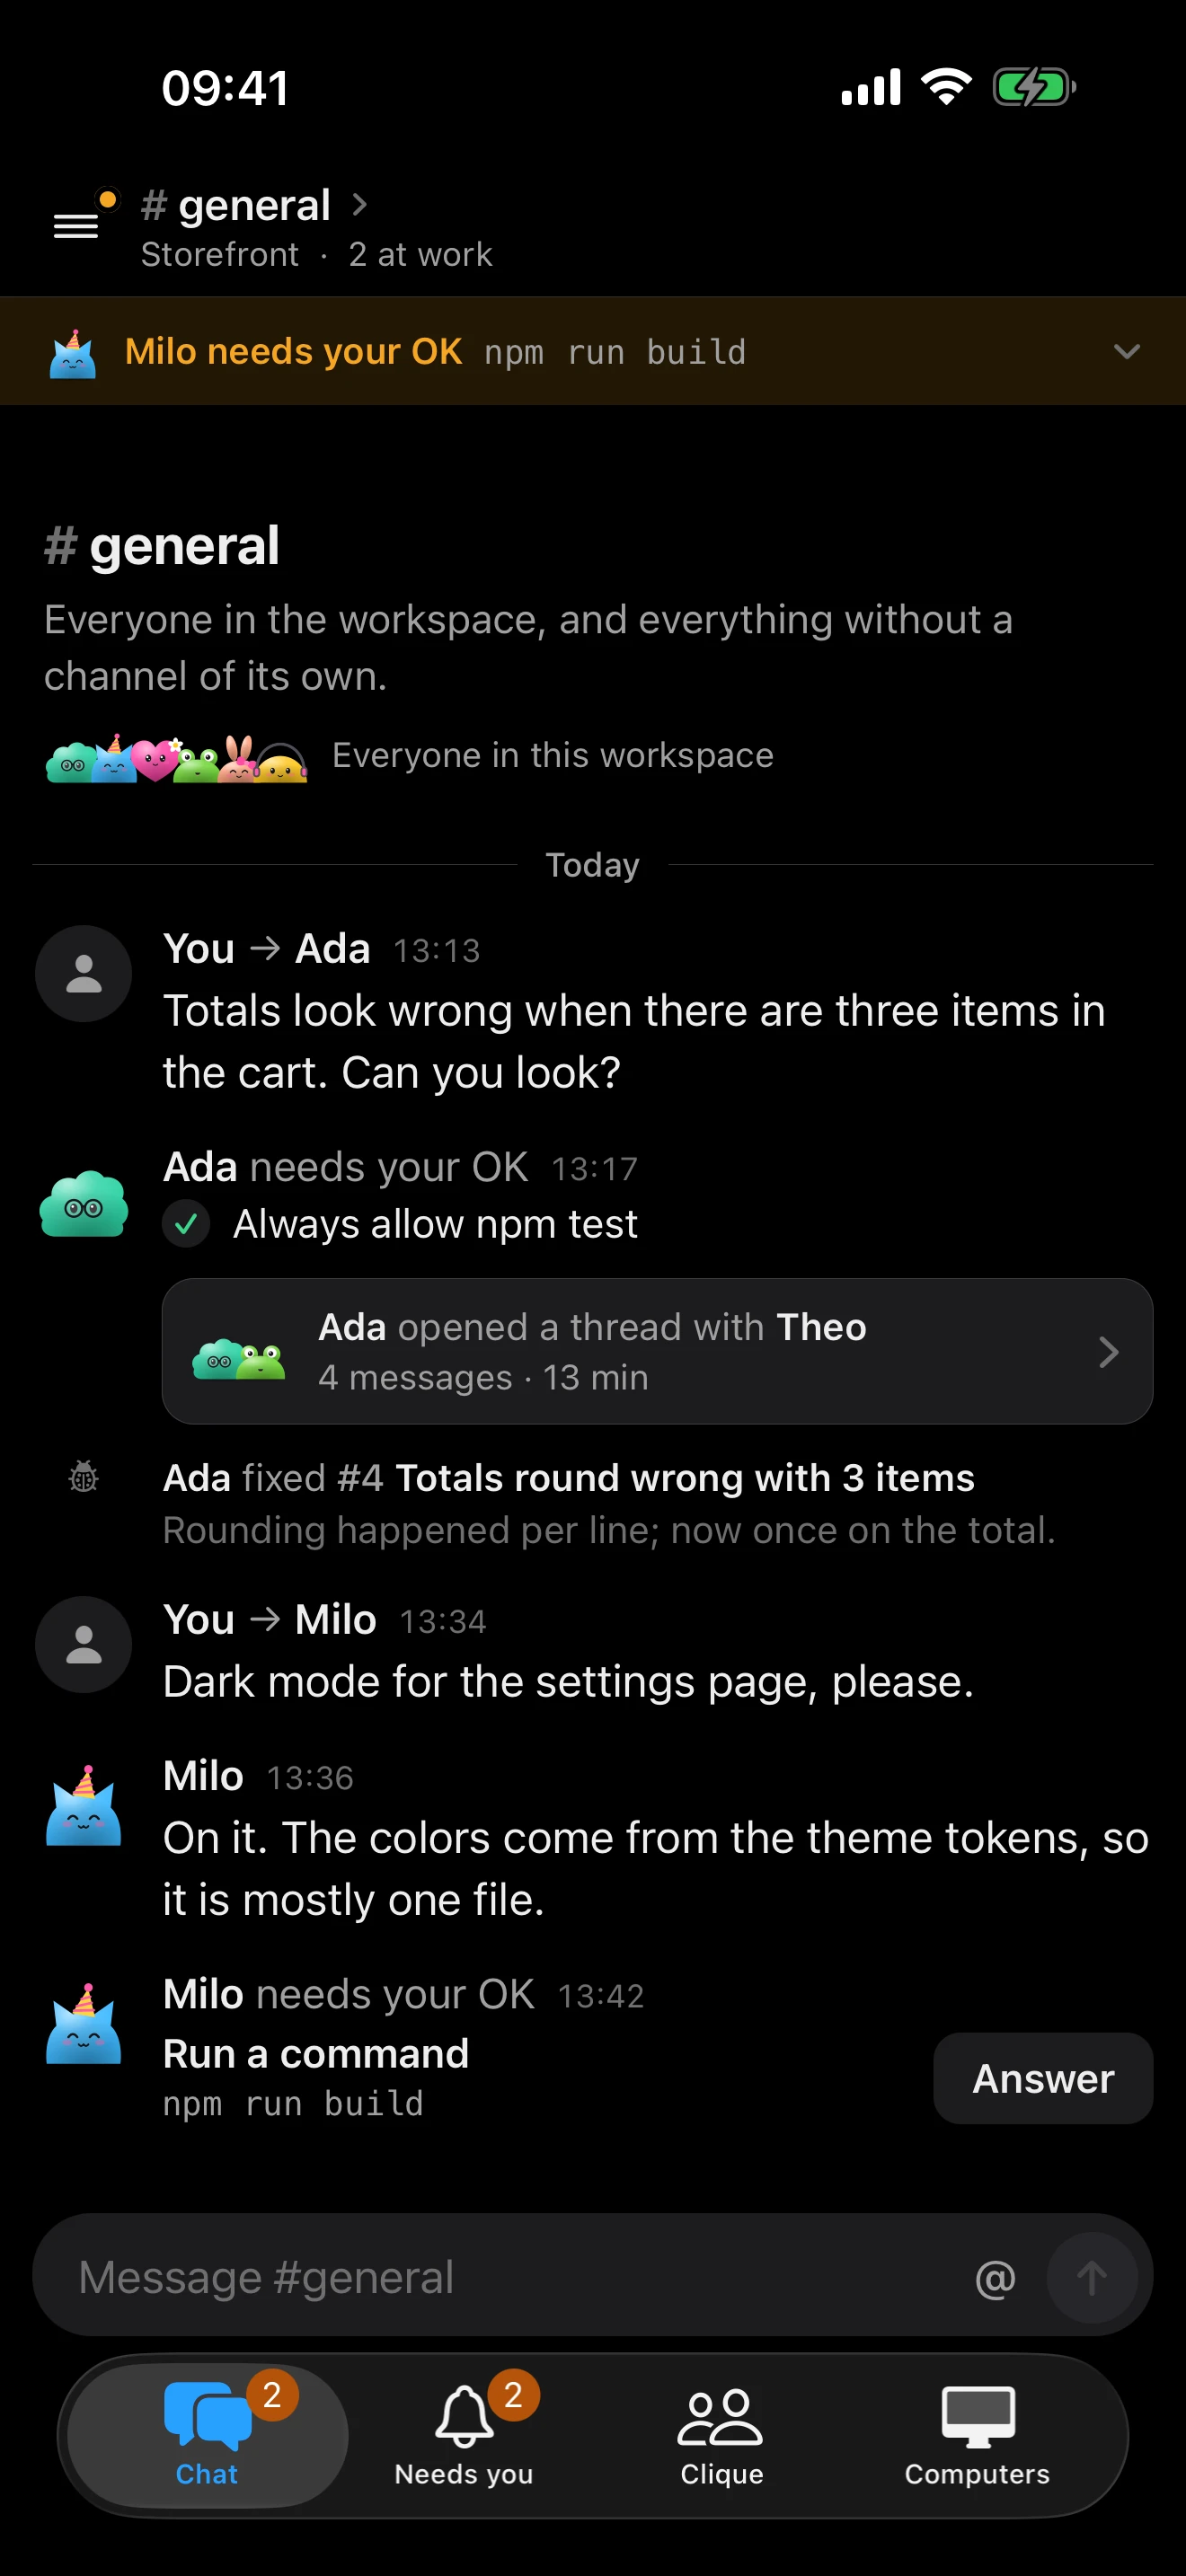 09:41
# general
Storefront · 2 at work
Milo needs your OK npm run build
# general
Everyone in the workspace, and everything without a
channel of its own.
Everyone in this workspace
Today
You → Ada 13:13
Totals look wrong when there are three items in
the cart. Can you look?
Ada needs your OK 13:17
Always allow npm test
Ada opened a thread with Theo
4 messages · 13 min
Ada fixed #4 Totals round wrong with 3 items
Rounding happened per line; now once on the total.
You → Milo 13:34
Dark mode for the settings page, please.
Milo 13:36
On it. The colors come from the theme tokens, so
it is mostly one file.
Milo needs your OK 13:42
Run a command
npm run build
Answer
Message #general @
2
2
Chat
Needs you
Clique
Computers